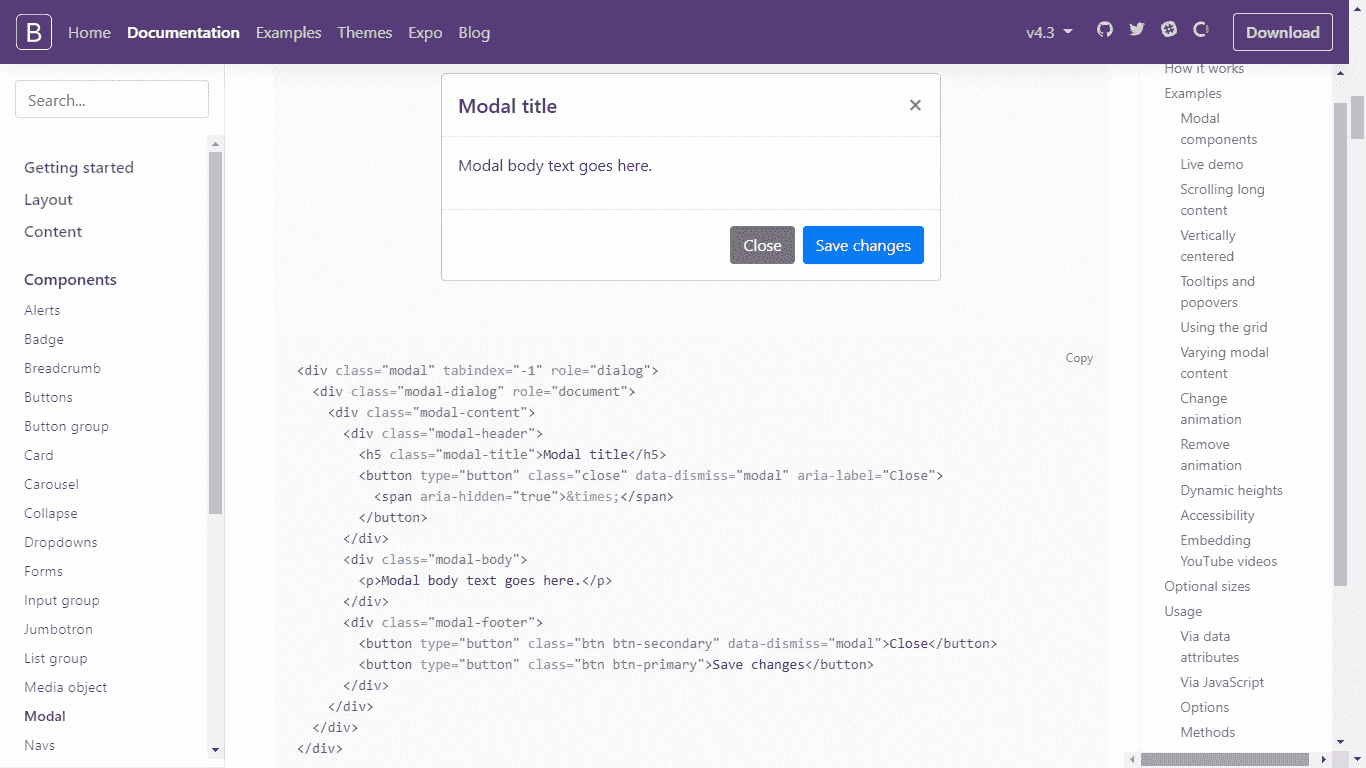 B Home Documentation Examples Themes Expo Blog v4.3 Download
Search...
Getting started
Layout
Content
Components
Alerts
Badge
Breadcrumb
Buttons
Button group
Card
Carousel
Collapse
Dropdowns
Forms
Input group
Jumbotron
List group
Media object
Modal
Navs
Modal title ×
Modal body text goes here.
Close Save changes
Copy
<div class="modal" tabindex="-1" role="dialog">
  <div class="modal-dialog" role="document">
    <div class="modal-content">
      <div class="modal-header">
        <h5 class="modal-title">Modal title</h5>
        <button type="button" class="close" data-dismiss="modal" aria-label="Close">
          <span aria-hidden="true">&times;</span>
        </button>
      </div>
      <div class="modal-body">
        <p>Modal body text goes here.</p>
      </div>
      <div class="modal-footer">
        <button type="button" class="btn btn-secondary" data-dismiss="modal">Close</button>
        <button type="button" class="btn btn-primary">Save changes</button>
      </div>
    </div>
  </div>
</div>
How it works
Examples
Modal
components
Live demo
Scrolling long
content
Vertically
centered
Tooltips and
popovers
Using the grid
Varying modal
content
Change
animation
Remove
animation
Dynamic heights
Accessibility
Embedding
YouTube videos
Optional sizes
Usage
Via data
attributes
Via JavaScript
Options
Methods